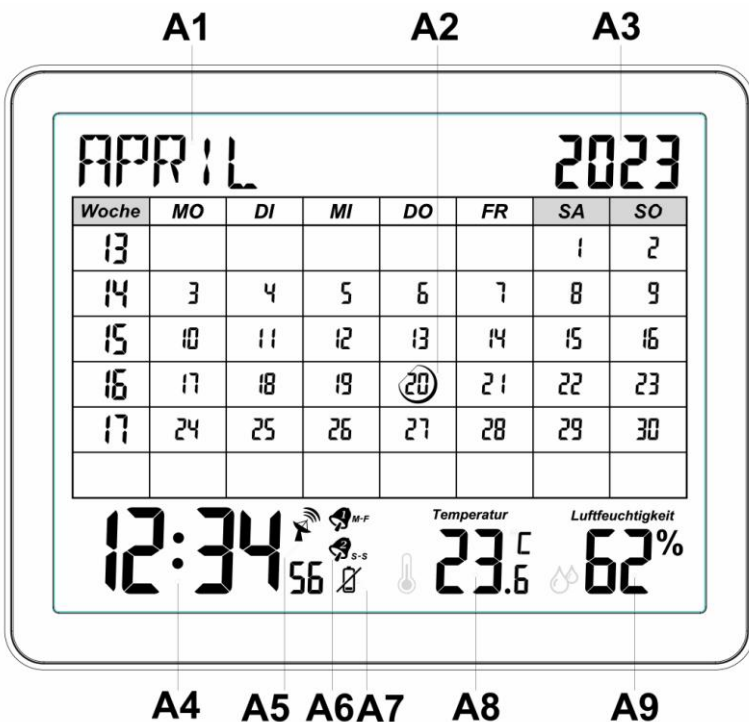 A1 A2 A3
APRIL 2023
Woche MO DI MI DO FR SA SO
13 1 2
14 3 4 5 6 7 8 9
15 10 11 12 13 14 15 16
16 17 18 19 20 21 22 23
17 24 25 26 27 28 29 30
Temperatur Luftfeuchtigkeit
12:34 56 1 M-F 2 S-S 23.6 C 62%
A4 A5 A6 A7 A8 A9